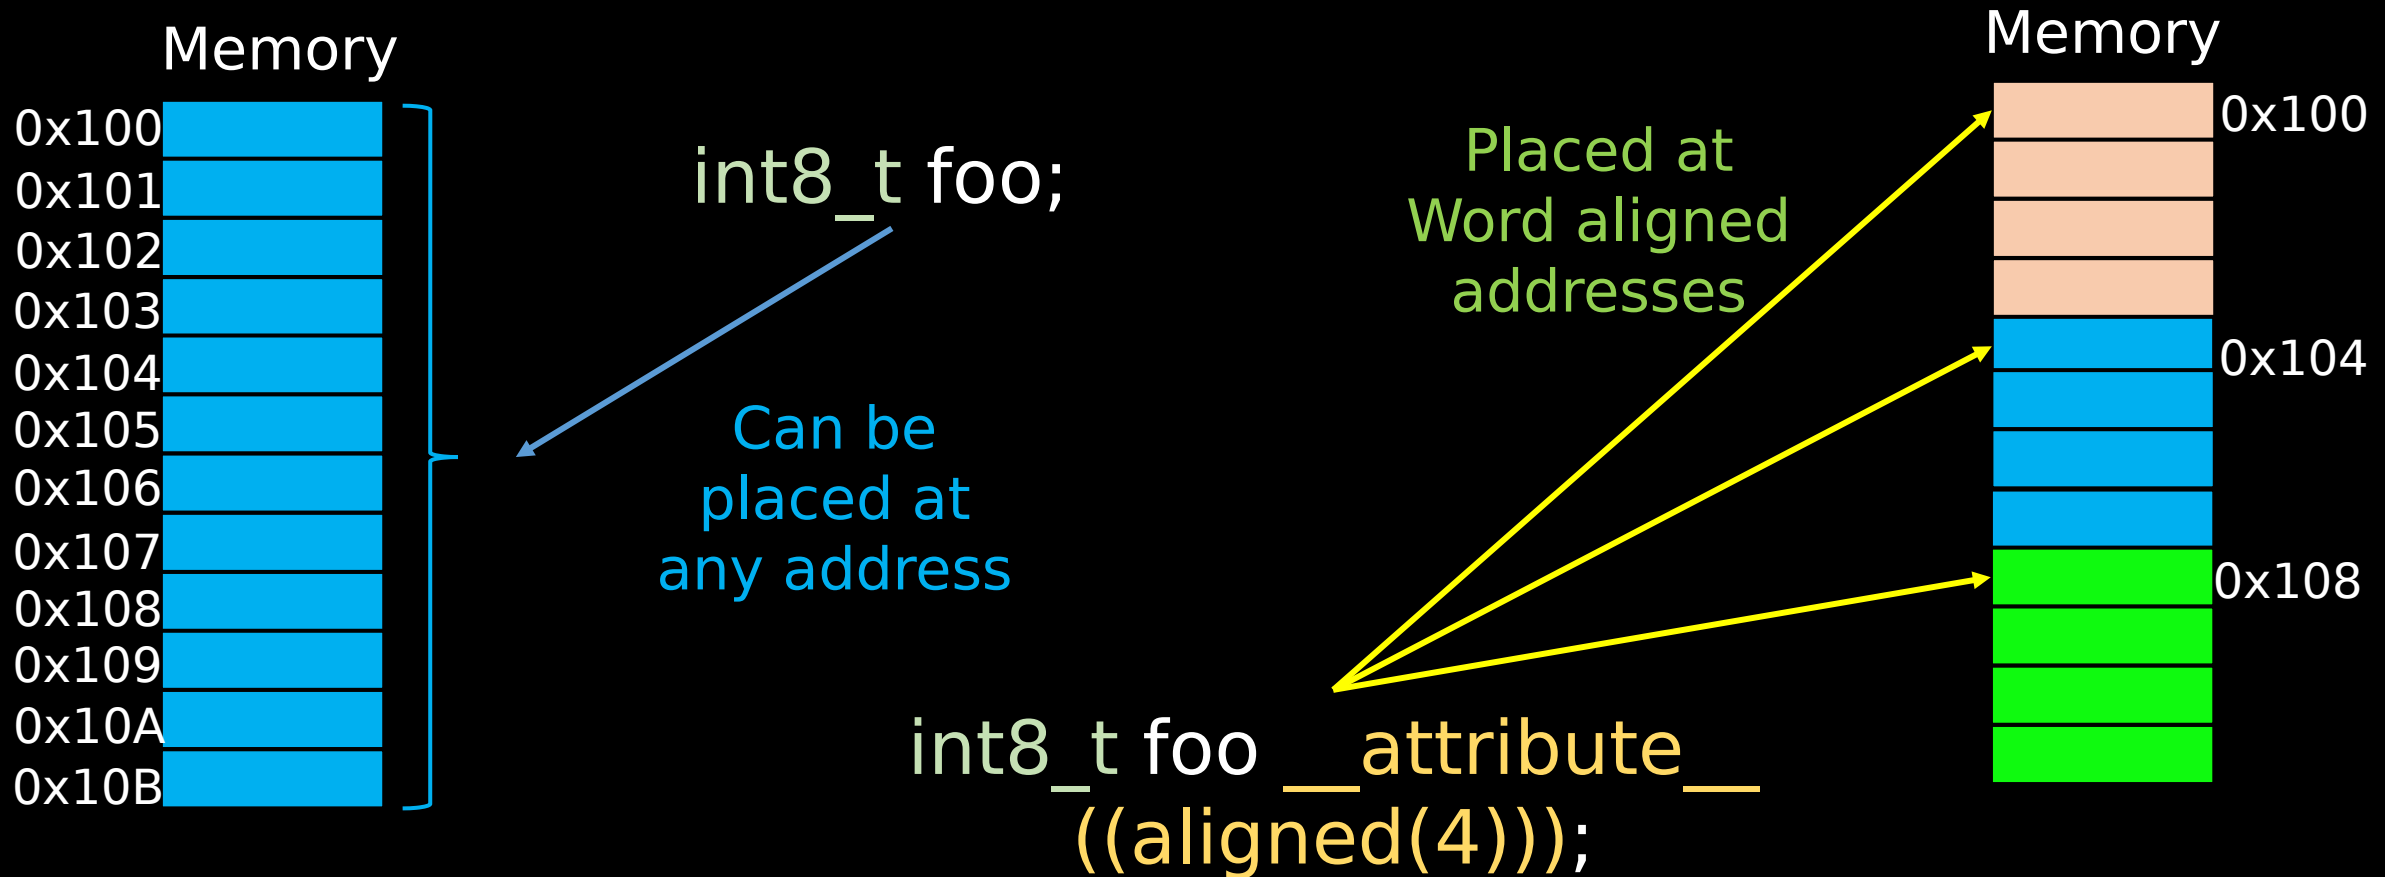 Memory
0x100
0x101
0x102
0x103
0x104
0x105
0x106
0x107
0x108
0x109
0x10A
0x10B
int8_t foo;
Can be
placed at
any address
Placed at
Word aligned
addresses
int8_t foo __attribute__
((aligned(4)));
Memory
0x100
0x104
0x108